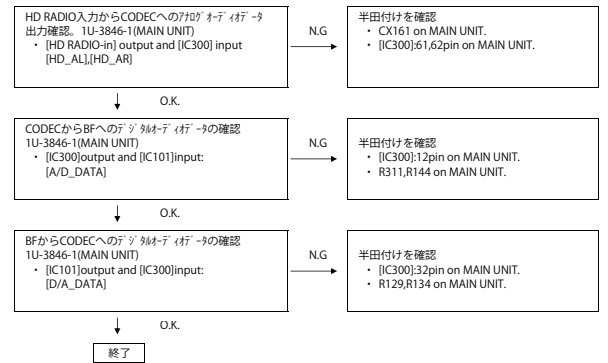 HD RADIO入力からCODECへのｱﾅﾛｸﾞｵｰﾃﾞｨｵﾃﾞｰﾀ
出力確認。1U-3846-1(MAIN UNIT)
・ [HD RADIO-in] output and [IC300] input
[HD_AL],[HD_AR]
N.G
半田付けを確認
・ CX161 on MAIN UNIT.
・ [IC300]:61,62pin on MAIN UNIT.
O.K.
CODECからBFへのﾃﾞｼﾞﾀﾙｵｰﾃﾞｨｵﾃﾞｰﾀの確認
1U-3846-1(MAIN UNIT)
・ [IC300]output and [IC101]input:
[A/D_DATA]
N.G
半田付けを確認
・ [IC300]:12pin on MAIN UNIT.
・ R311,R144 on MAIN UNIT.
O.K.
BFからCODECへのﾃﾞｼﾞﾀﾙｵｰﾃﾞｨｵﾃﾞｰﾀの確認
1U-3846-1(MAIN UNIT)
・ [IC101]output and [IC300]input:
[D/A_DATA]
N.G
半田付けを確認
・ [IC300]:32pin on MAIN UNIT.
・ R129,R134 on MAIN UNIT.
O.K.
終了